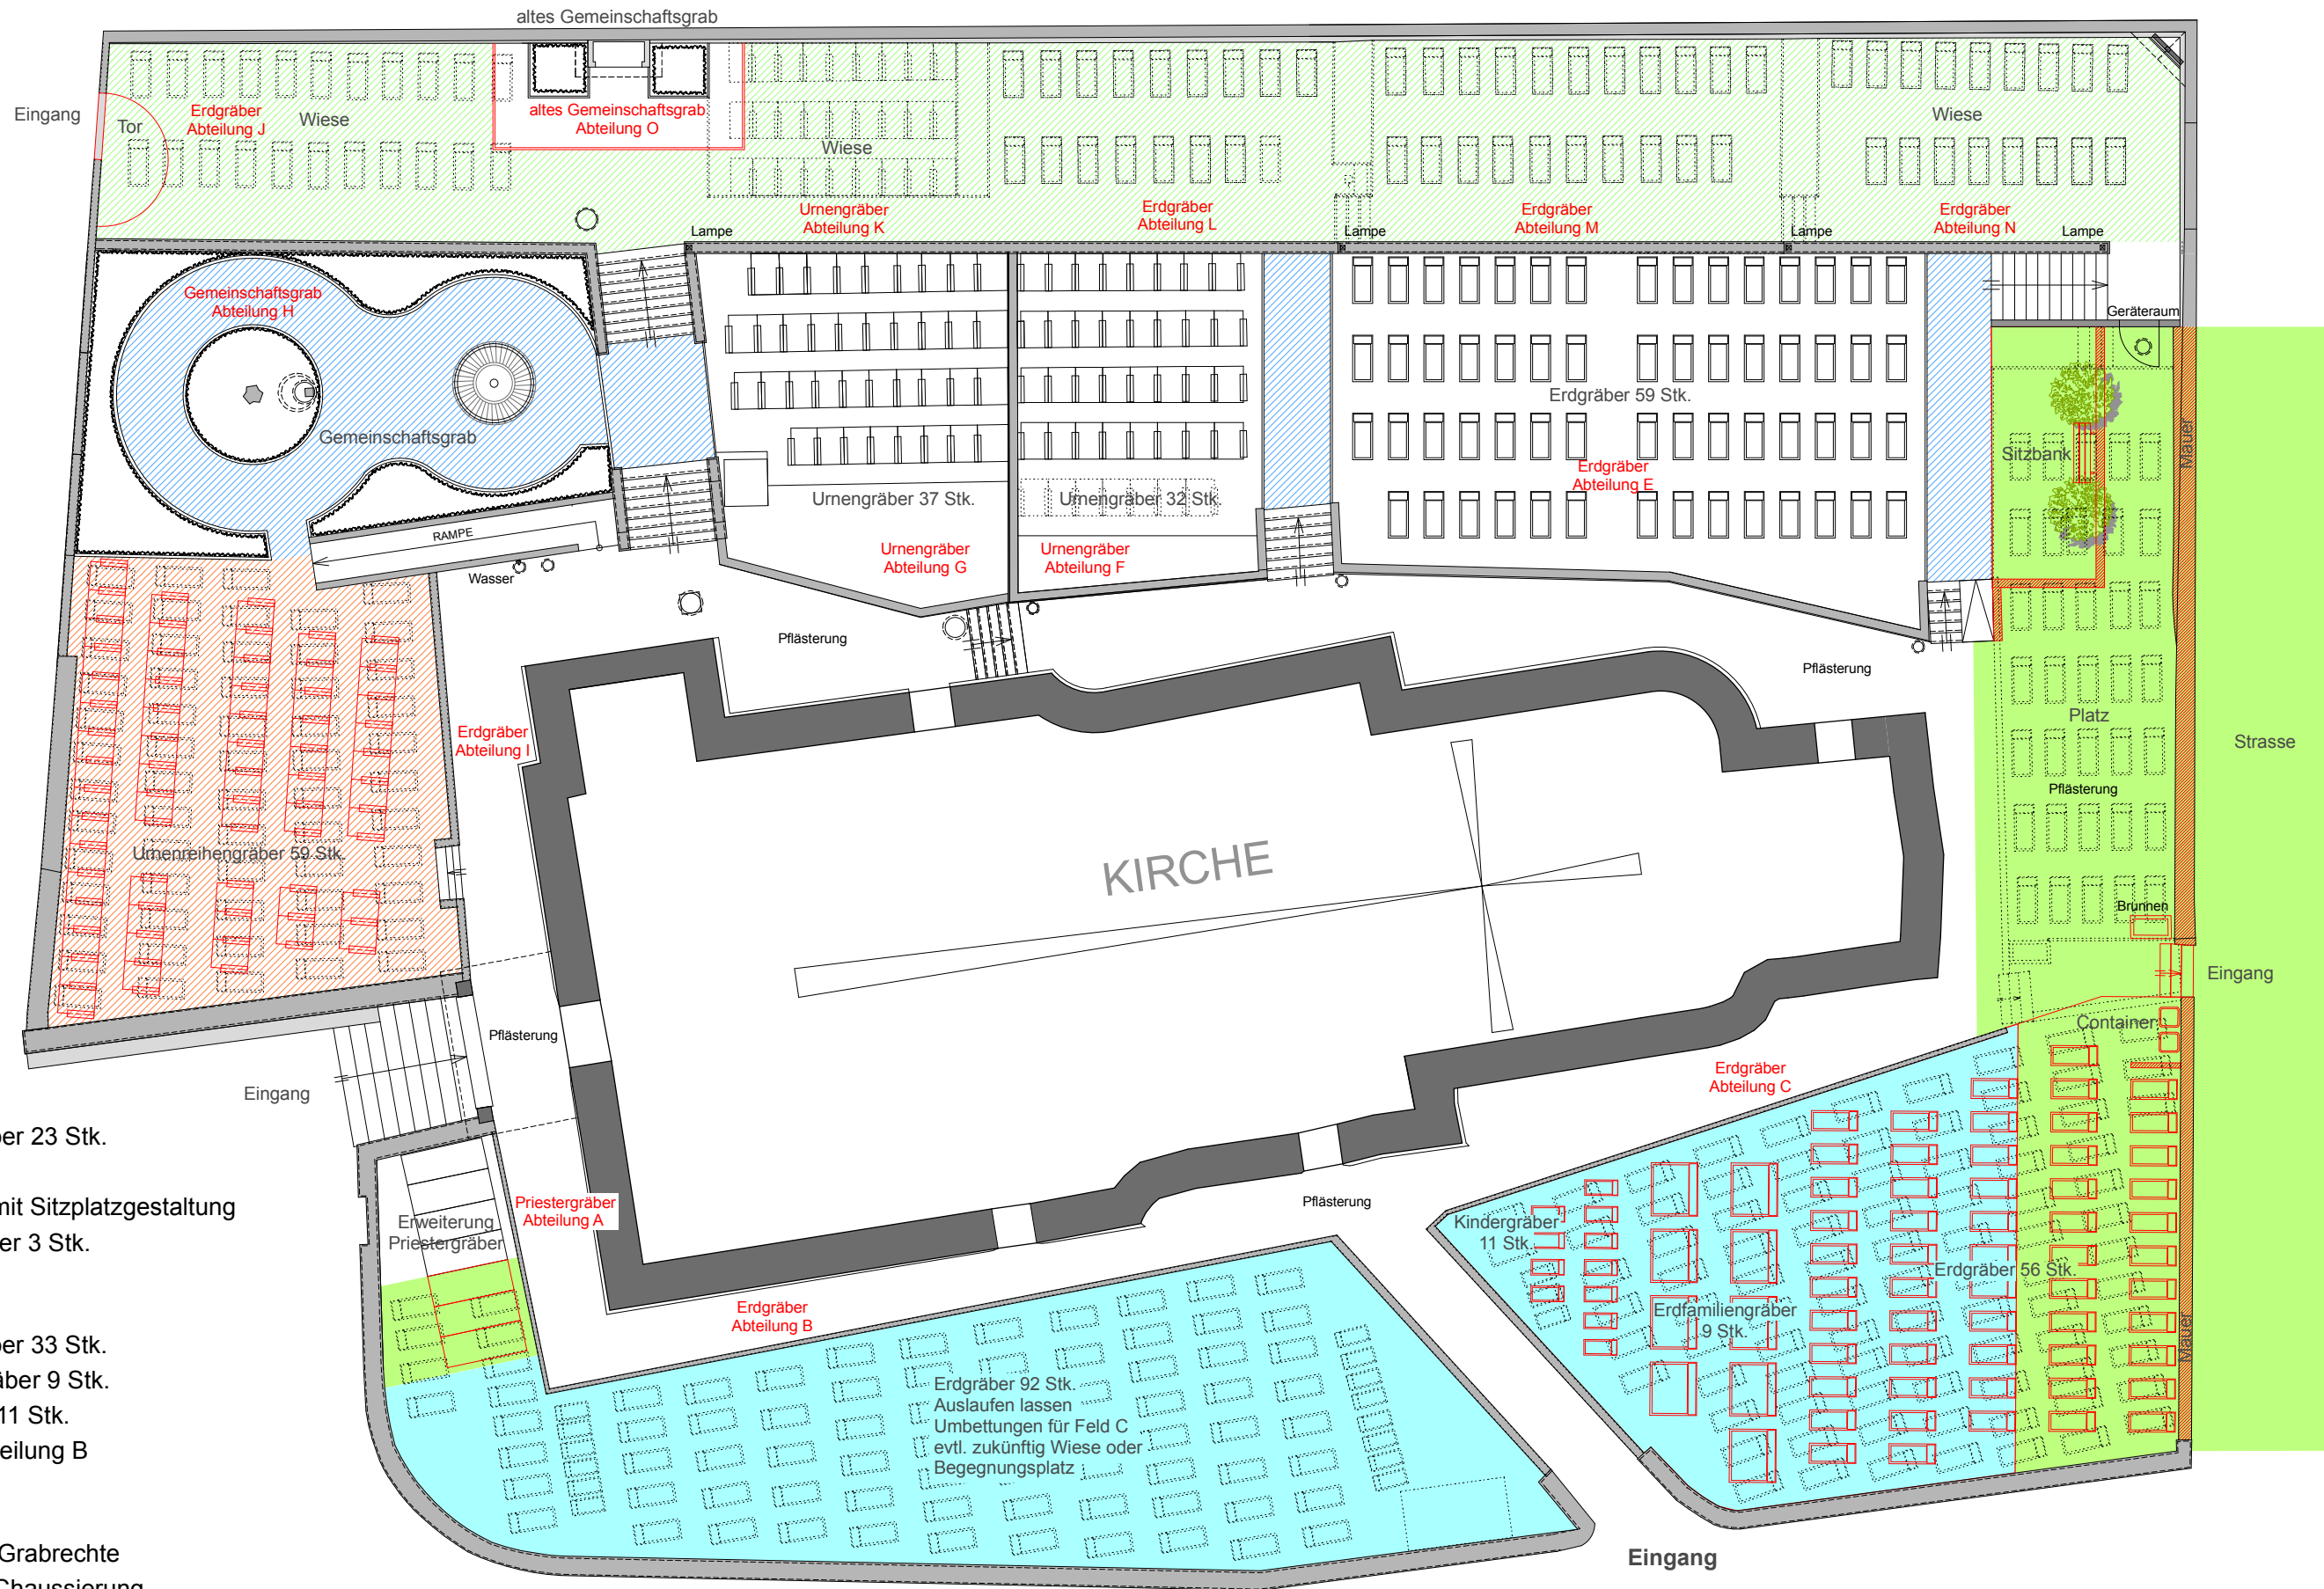 altes Gemeinschaftsgrab
Eingang
Tor
Erdgräber
Abteilung J
Wiese
altes Gemeinschaftsgrab
Abteilung O
Wiese
Wiese
Urnengräber
Abteilung K
Erdgräber
Abteilung L
Erdgräber
Abteilung M
Erdgräber
Abteilung N
Lampe
Lampe
Lampe
Lampe
Gemeinschaftsgrab
Abteilung H
Geräteraum
Gemeinschaftsgrab
Erdgräber 59 Stk.
Erdgräber
Abteilung E
Sitzbank
Mauer
Urnengräber 37 Stk.
Urnengräber 32 Stk.
RAMPE
Urnengräber
Abteilung G
Urnengräber
Abteilung F
Wasser
Pflästerung
Pflästerung
Erdgräber
Abteilung I
Platz
Strasse
Pflästerung
Urnenreihengräber 59 Stk.
KIRCHE
Brunnen
Eingang
Pflästerung
Container
Eingang
Erdgräber
Abteilung C
ber 23 Stk.
mit Sitzplatzgestaltung
er 3 Stk.
Erweiterung
Priestergräber
Priestergräber
Abteilung A
Pflästerung
Kindergräber
11 Stk.
Erdgräber 56 Stk.
Erdfamiliengräber
9 Stk.
Mauer
Erdgräber
Abteilung B
ber 33 Stk.
äber 9 Stk.
11 Stk.
teilung B
Erdgräber 92 Stk.
Auslaufen lassen
Umbettungen für Feld C
evtl. zukünftig Wiese oder
Begegnungsplatz
Grabrechte
Chaussierung
Eingang